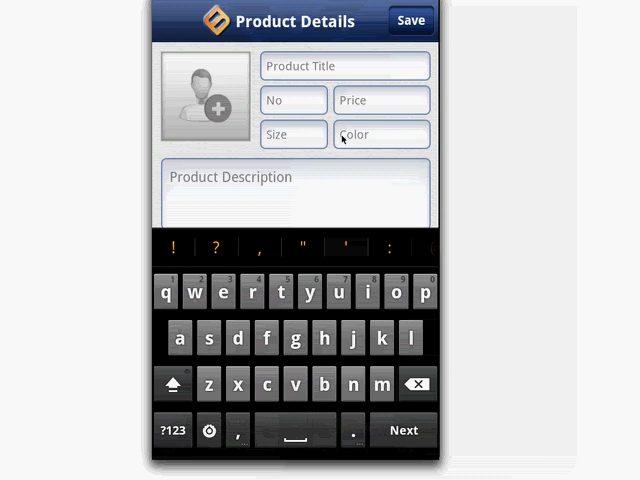 Product Details Save
Product Title
No Price
Size Color
Product Description
! ? , " ' :
1 2 3 4 5 6 7 8 9 0
q w e r t y u i o p
a s d f g h j k l
z x c v b n m
?123 , . Next